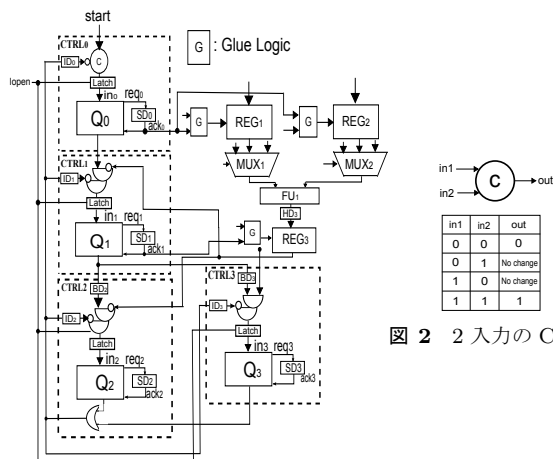 start
CTRL0
ID0
C
lopen
Latch
in0
req0
Q0
SD0
ack0
G : Glue Logic
G
REG1
G
REG2
MUX1
MUX2
FU1
HD3
G
REG3
CTRL1
ID1
Latch
in1
req1
Q1
SD1
ack1
CTRL2
BD2
ID2
Latch
in2
req2
Q2
SD2
ack2
CTRL3
BD3
ID3
Latch
in3
req3
Q3
SD3
ack3
in1
in2
C
out
in1 in2 out
0 0 0
0 1 No change
1 0 No change
1 1 1
図 2 2 入力の C